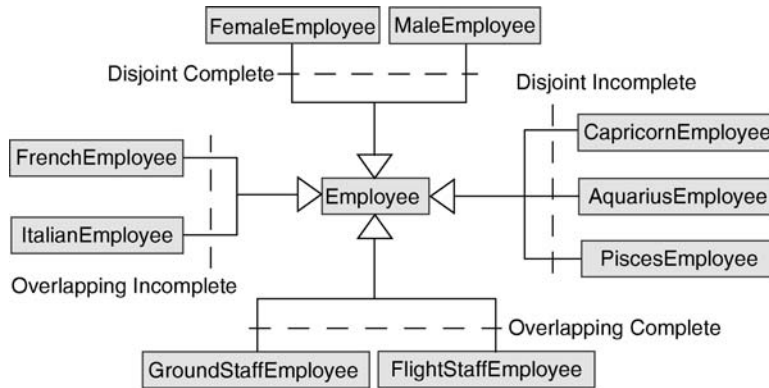 FemaleEmployee
MaleEmployee
Disjoint Complete
Disjoint Incomplete
FrenchEmployee
CapricornEmployee
Employee
AquariusEmployee
ItalianEmployee
PiscesEmployee
Overlapping Incomplete
Overlapping Complete
GroundStaffEmployee
FlightStaffEmployee